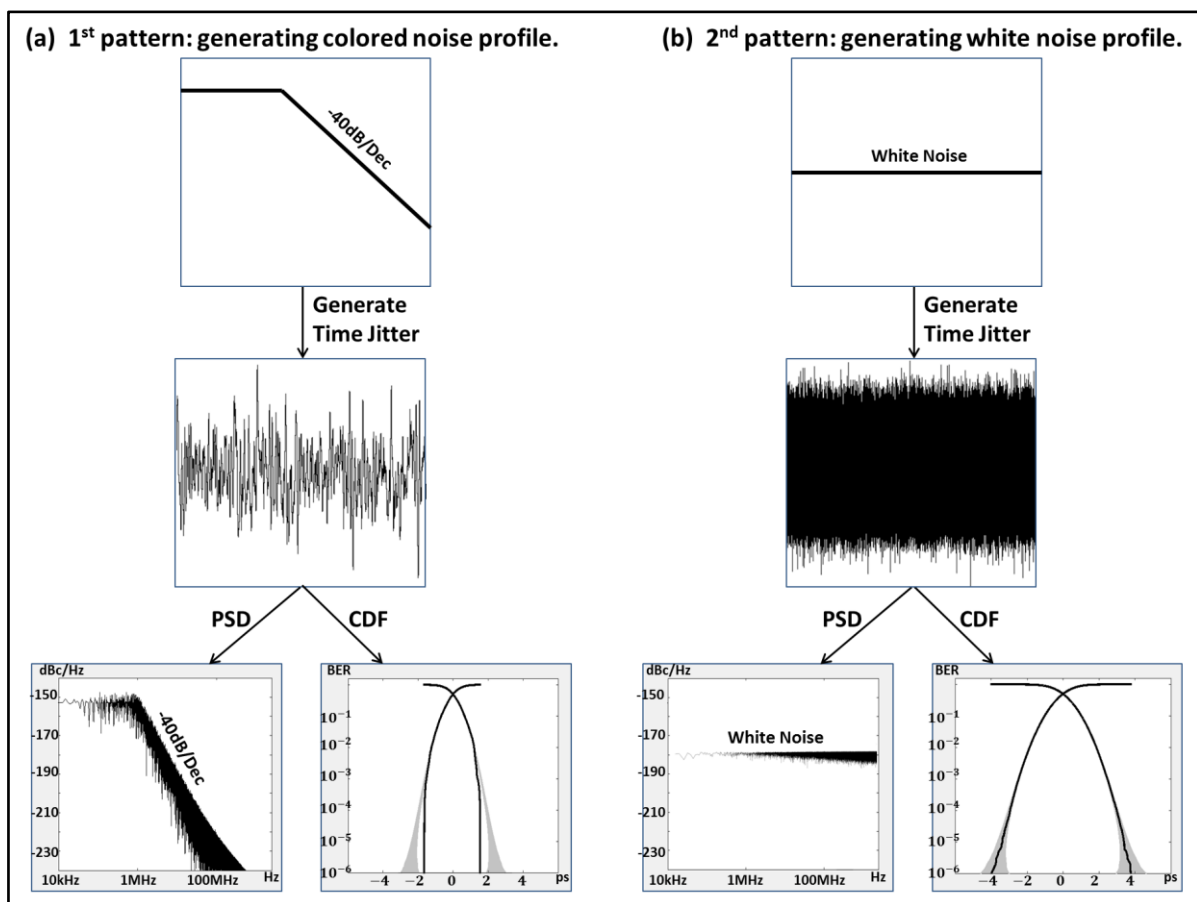 (a) 1st pattern: generating colored noise profile.
-40dB/Dec
Generate
Time Jitter
PSD
CDF
dBc/Hz
-150
-170
-190
-210
-230
10kHz
1MHz
100MHz
Hz
-40dB/Dec
BER
10^-1
10^-2
10^-3
10^-4
10^-5
10^-6
-4
-2
0
2
4
ps
(b) 2nd pattern: generating white noise profile.
White Noise
Generate
Time Jitter
PSD
CDF
dBc/Hz
-150
-170
-190
-210
-230
10kHz
1MHz
100MHz
Hz
White Noise
BER
10^-1
10^-2
10^-3
10^-4
10^-5
10^-6
-4
-2
0
2
4
ps